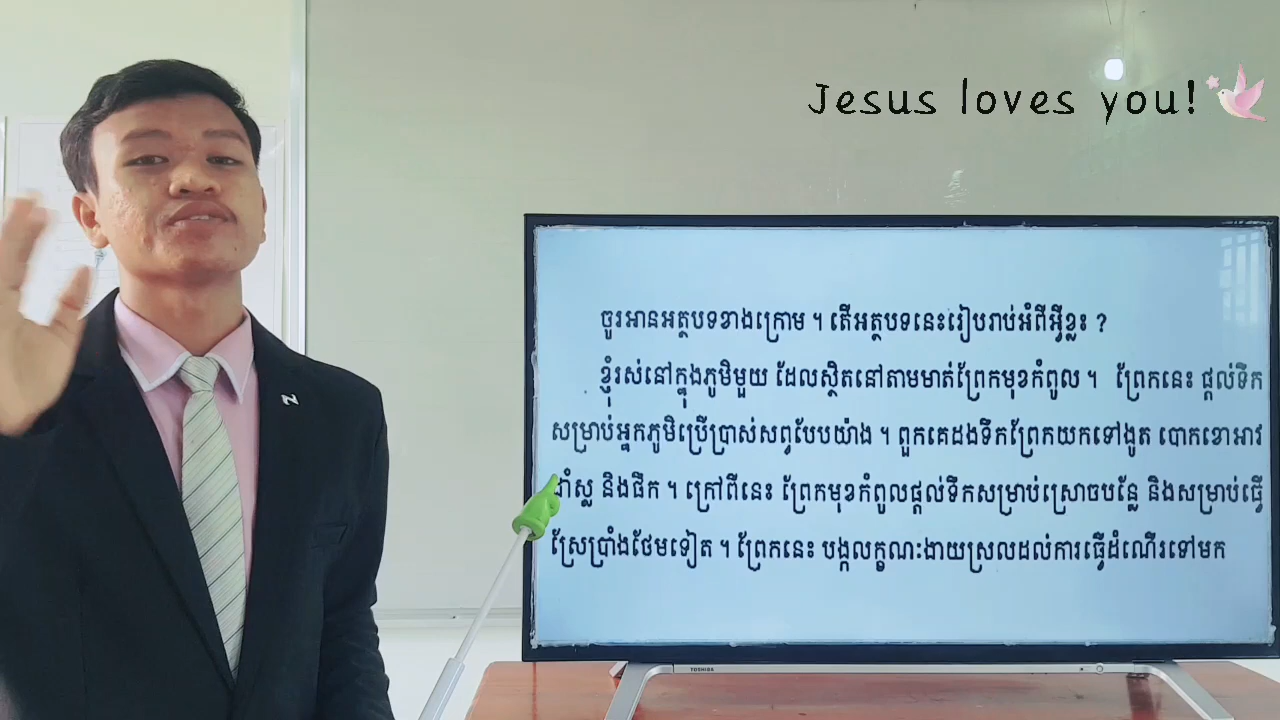 Jesus loves you!
ចូរអានអត្ថបទខាងក្រោម ។ តើអត្ថបទនេះរៀបរាប់អំពីអ្វីខ្លះ ?
ខ្ញុំរស់នៅក្នុងភូមិមួយ ដែលស្ថិតនៅតាមមាត់ព្រែកមុខកំពូល ។ ព្រែកនេះ ផ្តល់ទឹក
សម្រាប់អ្នកភូមិប្រើប្រាស់សព្វបែបយ៉ាង ។ ពួកគេដងទឹកព្រែកយកទៅងូត បោកខោអាវ
ដាំស្ល និងផឹក ។ ក្រៅពីនេះ ព្រែកមុខកំពូលផ្តល់ទឹកសម្រាប់ស្រោចបន្លែ និងសម្រាប់ធ្វើ
ស្រែប្រាំងថែមទៀត ។ ព្រែកនេះ បង្កលក្ខណៈងាយស្រលដល់ការធ្វើដំណើរទៅមក
TOSHIBA